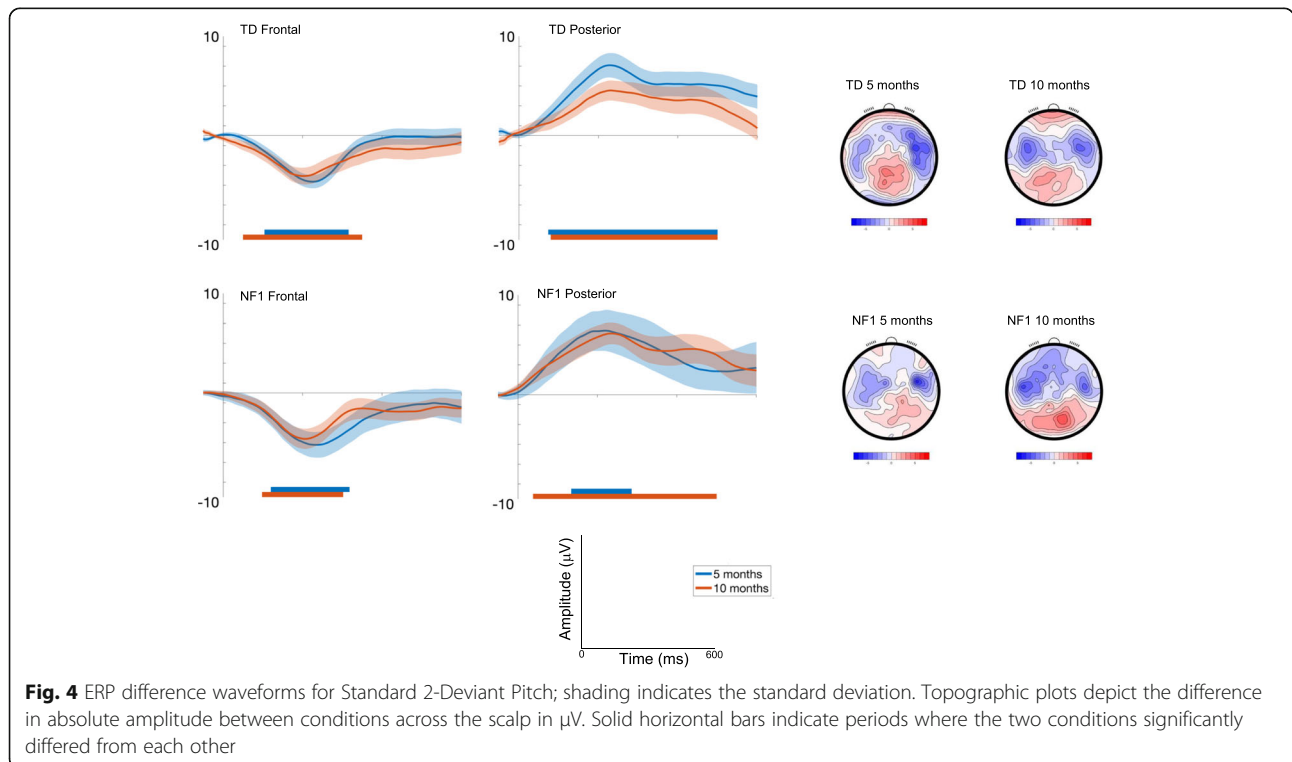 TD Frontal
10
-10
TD Posterior
10
-10
TD 5 months
TD 10 months
NF1 Frontal
10
-10
NF1 Posterior
10
-10
NF1 5 months
NF1 10 months
5 months
10 months
Amplitude (µV)
0
Time (ms)
600
Fig. 4 ERP difference waveforms for Standard 2-Deviant Pitch; shading indicates the standard deviation. Topographic plots depict the difference
in absolute amplitude between conditions across the scalp in µV. Solid horizontal bars indicate periods where the two conditions significantly
differed from each other